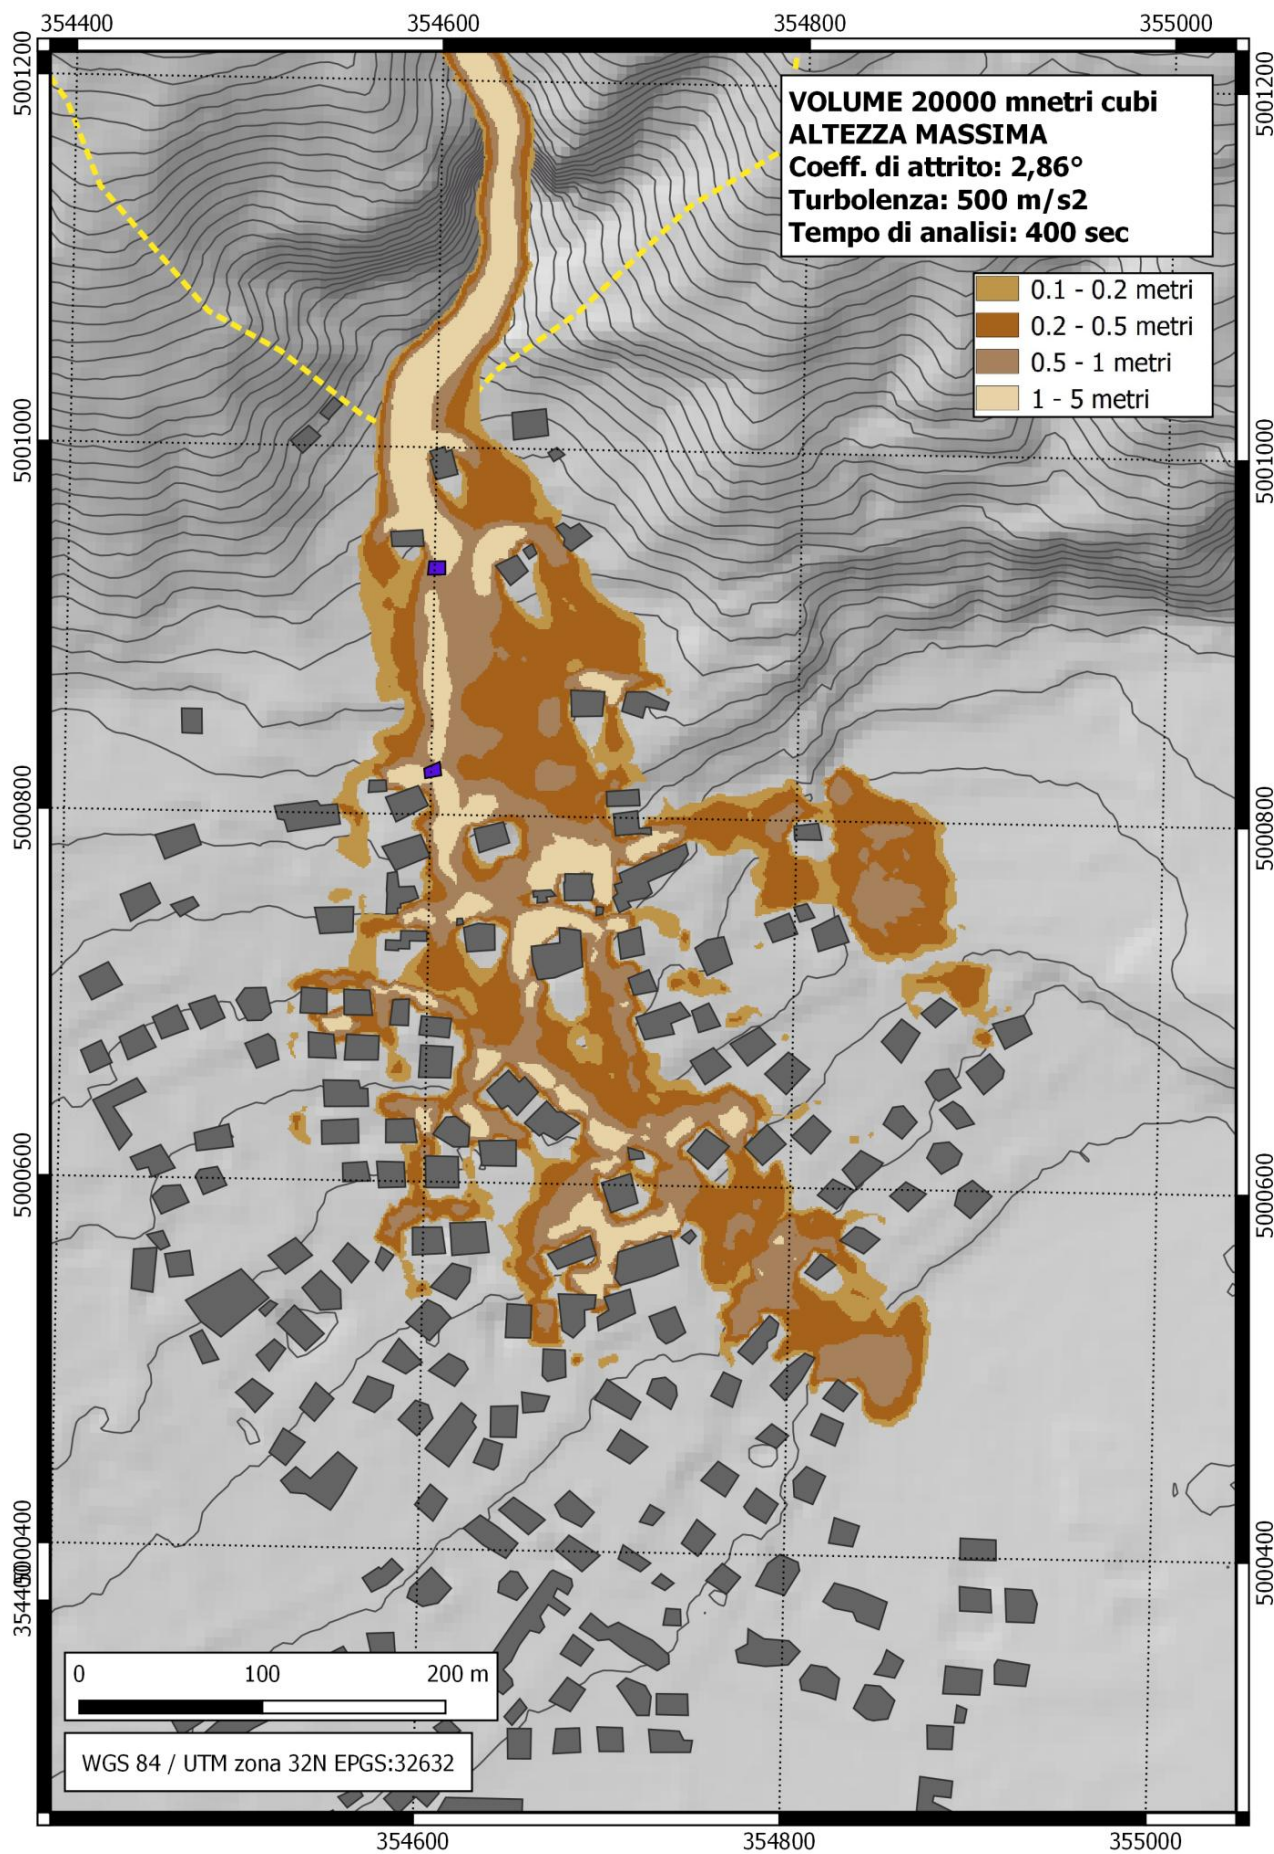 354400 354600 354800 355000
5001200
5001200
VOLUME 20000 mnetri cubi
ALTEZZA MASSIMA
Coeff. di attrito: 2,86°
Turbolenza: 500 m/s2
Tempo di analisi: 400 sec
0.1 - 0.2 metri
0.2 - 0.5 metri
0.5 - 1 metri
1 - 5 metri
5001000
5001000
5000800
5000800
5000600
5000600
5000400
5000400
354400
0 100 200 m
WGS 84 / UTM zona 32N EPGS:32632
354600 354800 355000